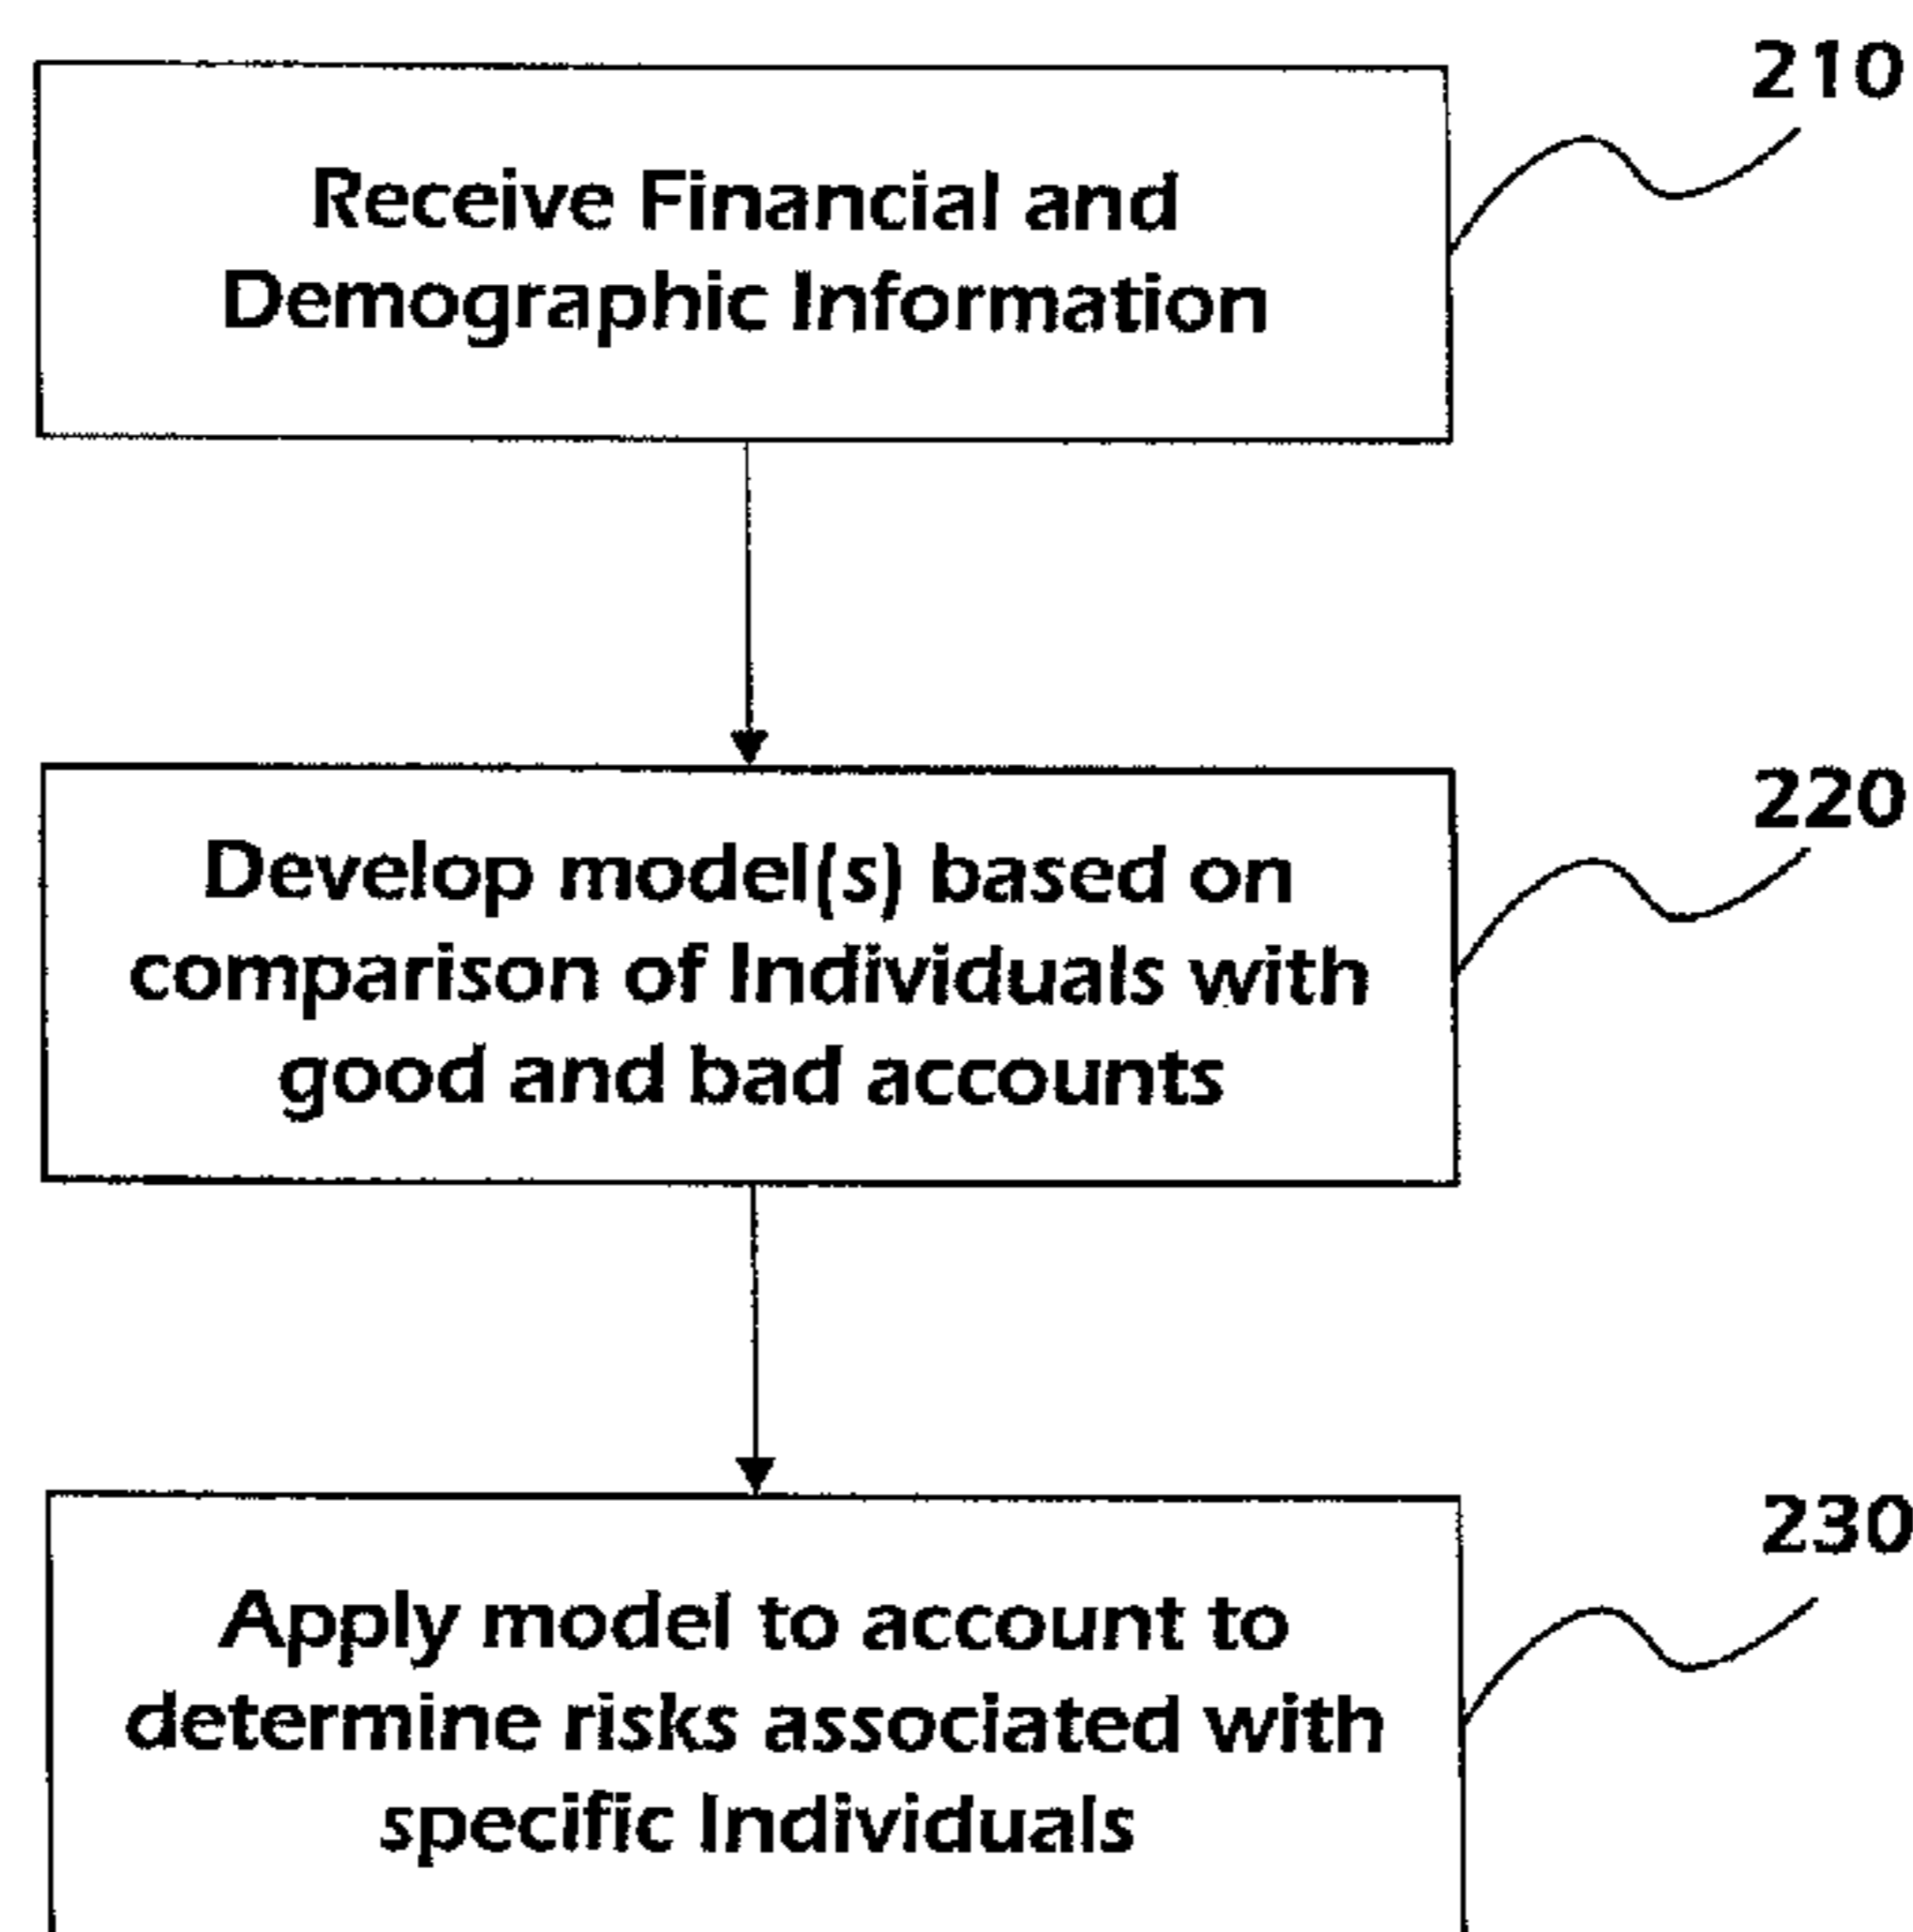 210
Receive Financial and
Demographic Information
220
Develop model(s) based on
comparison of Individuals with
good and bad accounts
230
Apply model to account to
determine risks associated with
specific Individuals